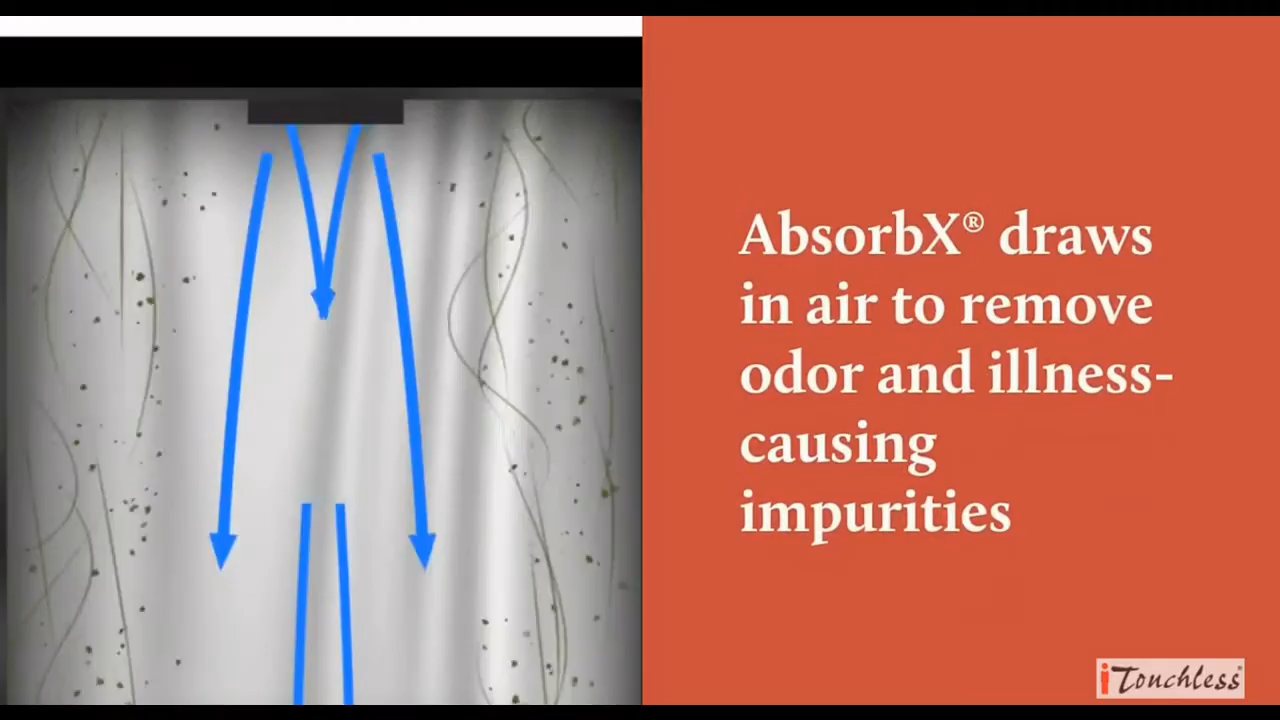 AbsorbX® draws
in air to remove
odor and illness-
causing
impurities
iTouchless®